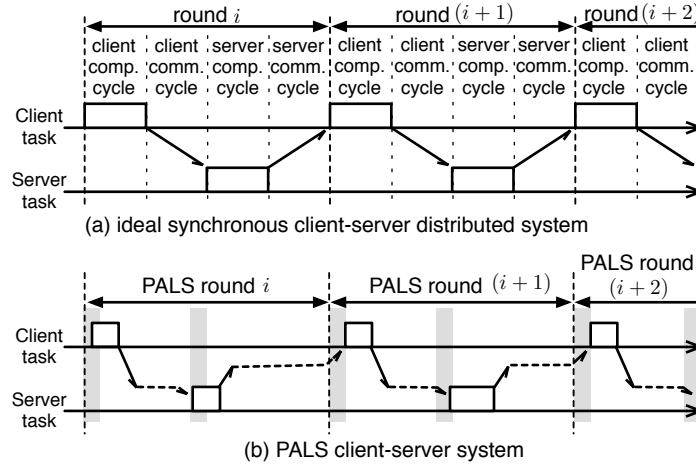 round i
round (i + 1)
round (i + 2)
client comp. cycle
client comm. cycle
server comp. cycle
server comm. cycle
client comp. cycle
client comm. cycle
server comp. cycle
server comm. cycle
client comp. cycle
client comm. cycle
Client task
Server task
(a) ideal synchronous client-server distributed system
PALS round i
PALS round (i + 1)
PALS round
(i + 2)
Client task
Server task
(b) PALS client-server system